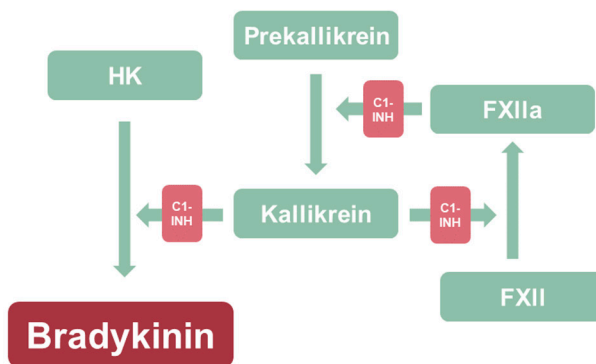 Prekallikrein
HK
C1-
INH
FXIIa
C1-
INH
Kallikrein
C1-
INH
FXII
Bradykinin